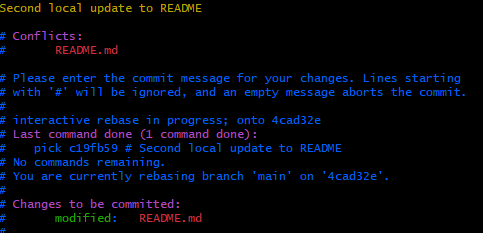 Second local update to README
# Conflicts:
#       README.md
# Please enter the commit message for your changes. Lines starting
# with '#' will be ignored, and an empty message aborts the commit.
#
# interactive rebase in progress; onto 4cad32e
# Last command done (1 command done):
#    pick c19fb59 # Second local update to README
# No commands remaining.
# You are currently rebasing branch 'main' on '4cad32e'.
#
# Changes to be committed:
#       modified:   README.md
#